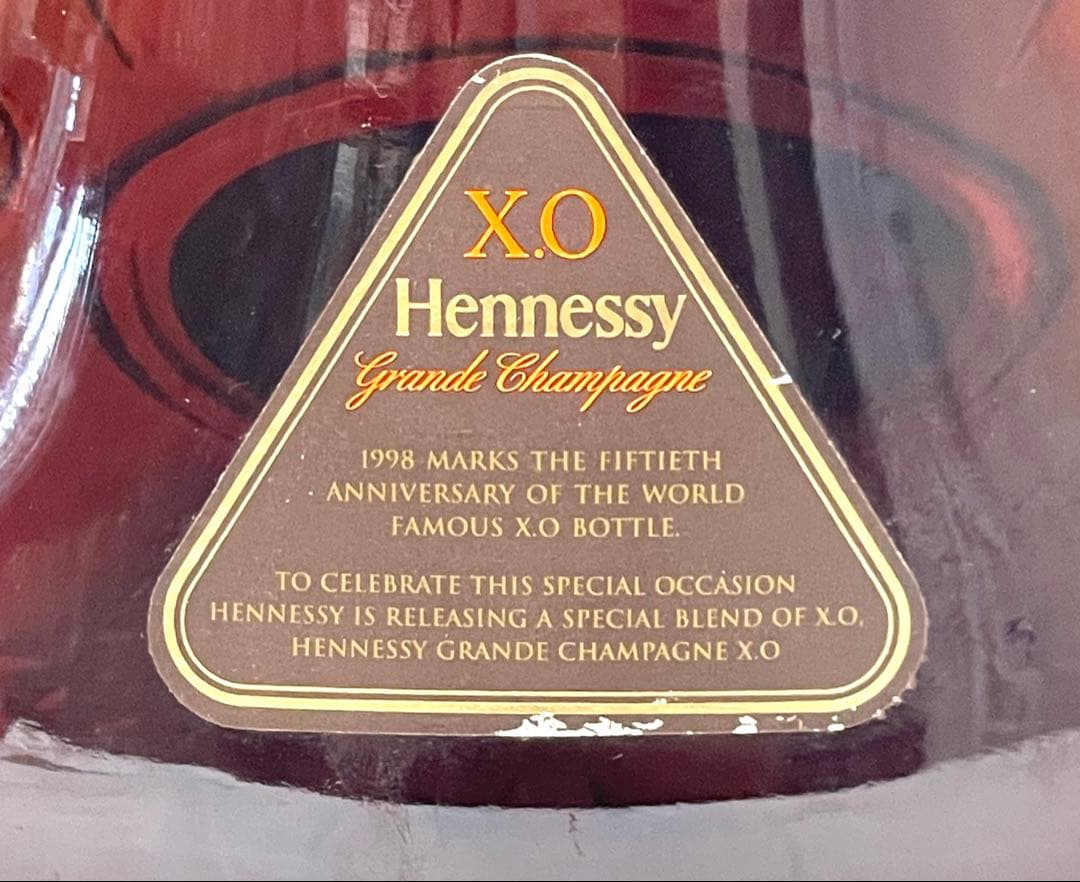 X.O
Hennessy
Grande Champagne
1998 MARKS THE FIFTIETH
ANNIVERSARY OF THE WORLD
FAMOUS X.O BOTTLE.
TO CELEBRATE THIS SPECIAL OCCASION
HENNESSY IS RELEASING A SPECIAL BLEND OF X.O,
HENNESSY GRANDE CHAMPAGNE X.O